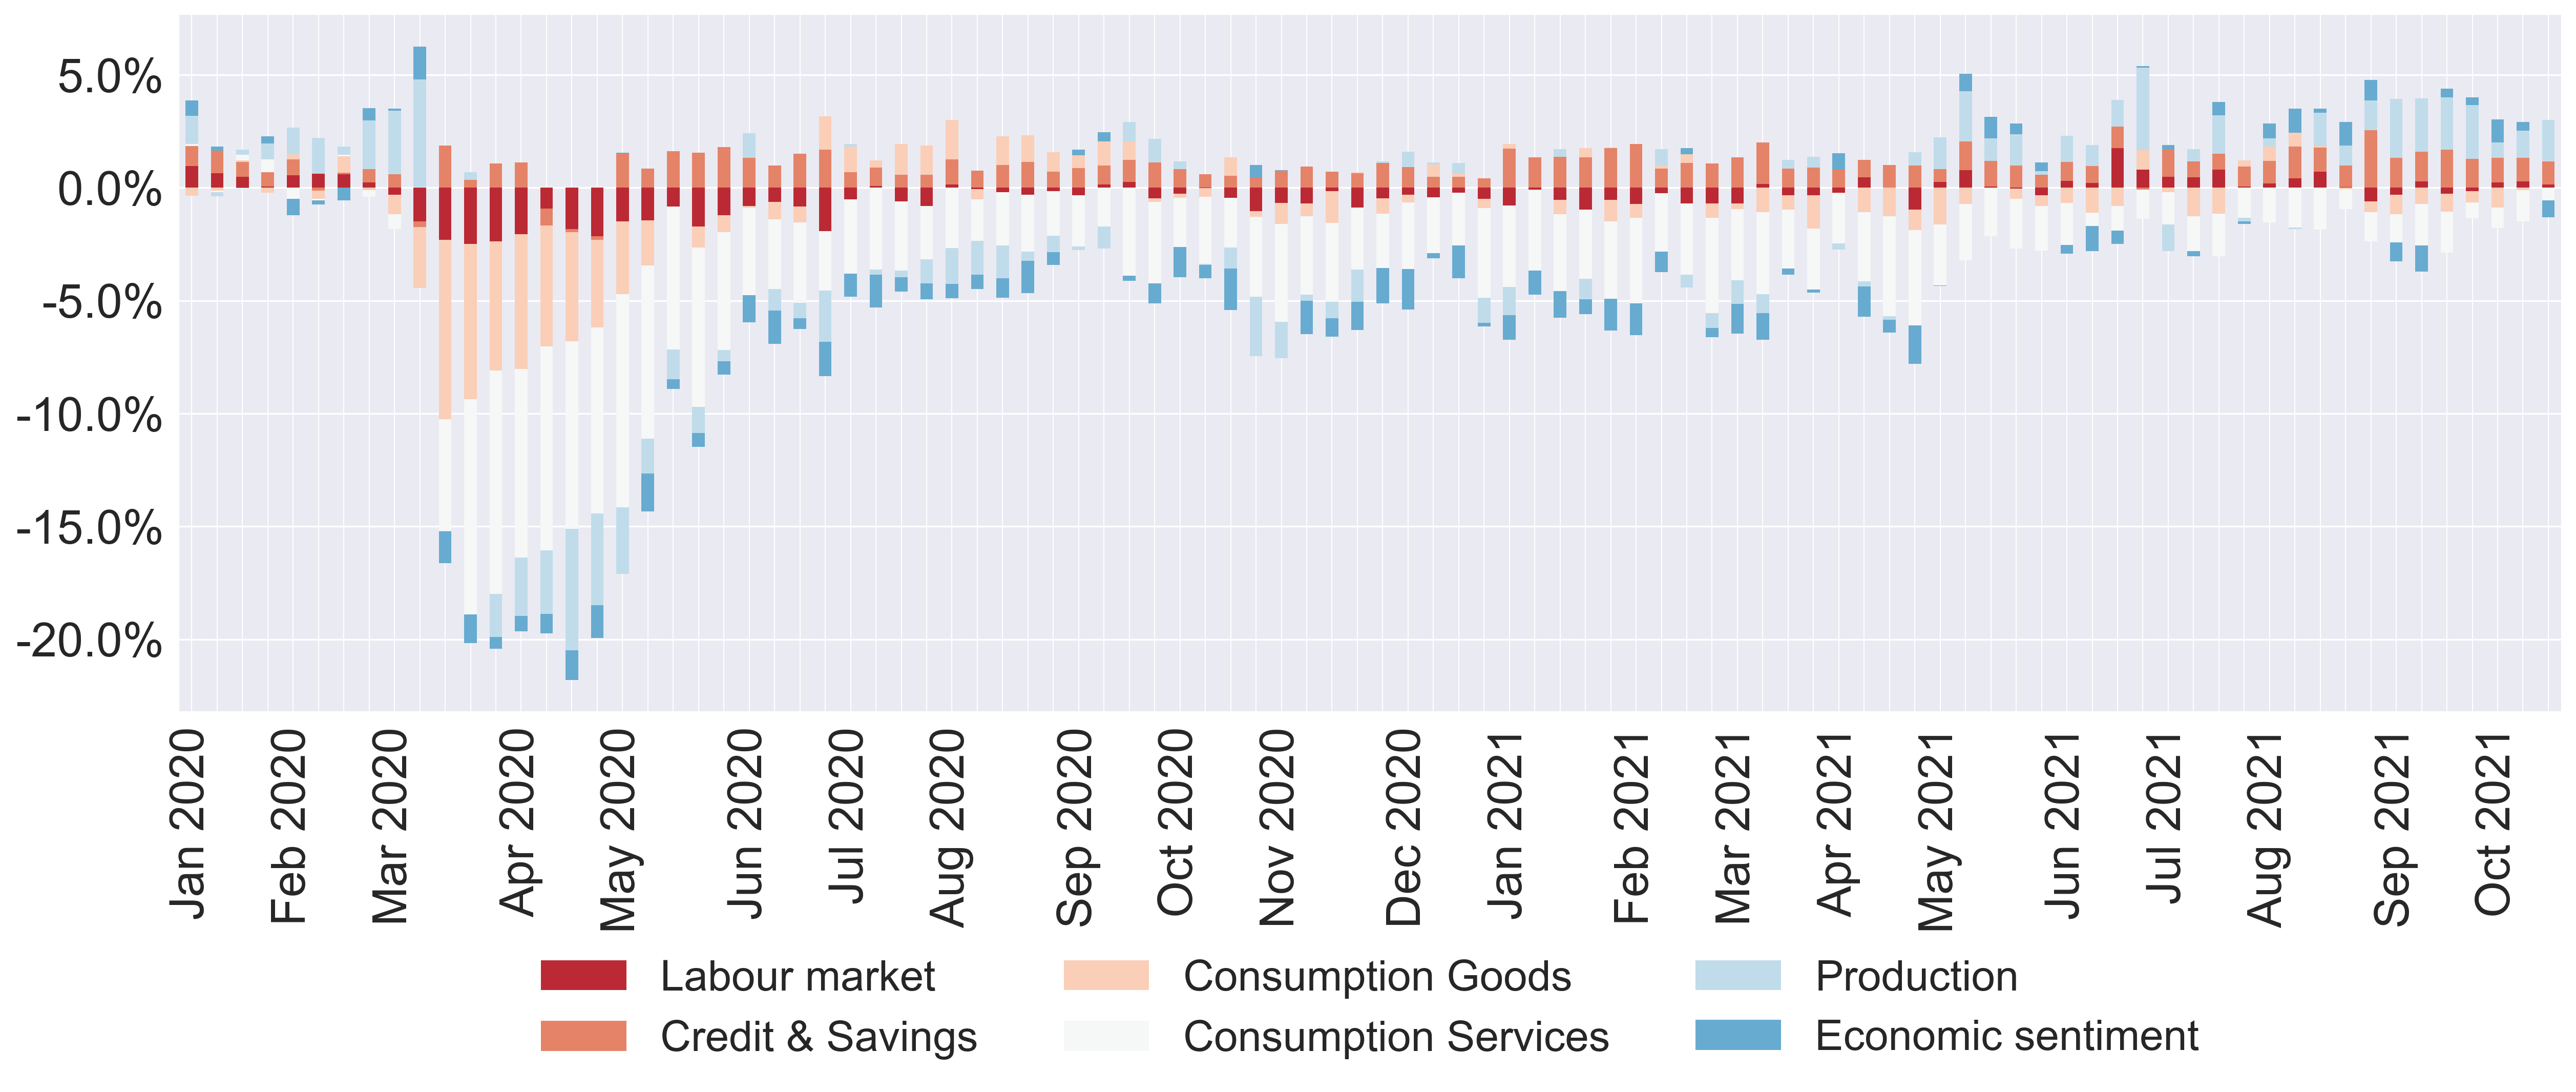 5.0%
0.0%
-5.0%
-10.0%
-15.0%
-20.0%
Jan 2020
Feb 2020
Mar 2020
Apr 2020
May 2020
Jun 2020
Jul 2020
Aug 2020
Sep 2020
Oct 2020
Nov 2020
Dec 2020
Jan 2021
Feb 2021
Mar 2021
Apr 2021
May 2021
Jun 2021
Jul 2021
Aug 2021
Sep 2021
Oct 2021
Labour market
Consumption Goods
Production
Credit & Savings
Consumption Services
Economic sentiment